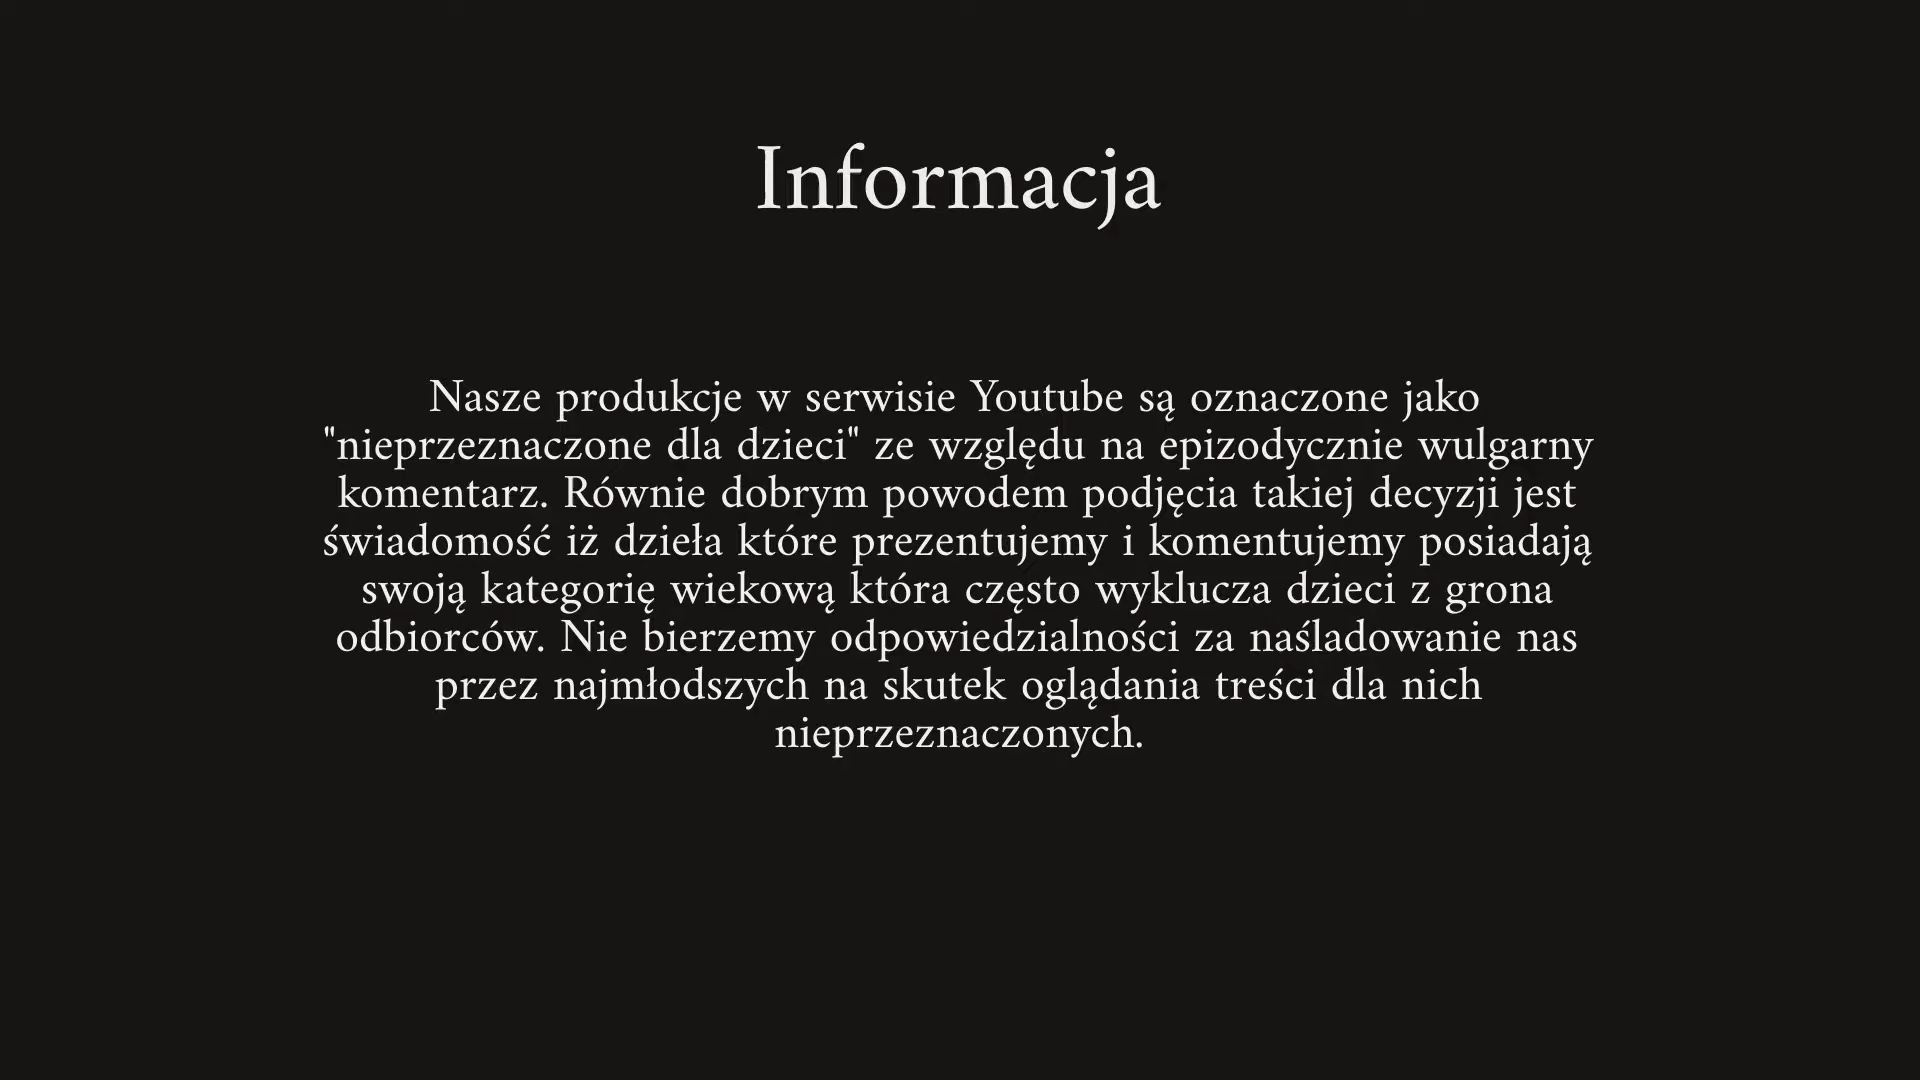 Informacja
Nasze produkcje w serwisie Youtube są oznaczone jako
"nieprzeznaczone dla dzieci" ze względu na epizodycznie wulgarny
komentarz. Równie dobrym powodem podjęcia takiej decyzji jest
świadomość iż dzieła które prezentujemy i komentujemy posiadają
swoją kategorię wiekową która często wyklucza dzieci z grona
odbiorców. Nie bierzemy odpowiedzialności za naśladowanie nas
przez najmłodszych na skutek oglądania treści dla nich
nieprzeznaczonych.